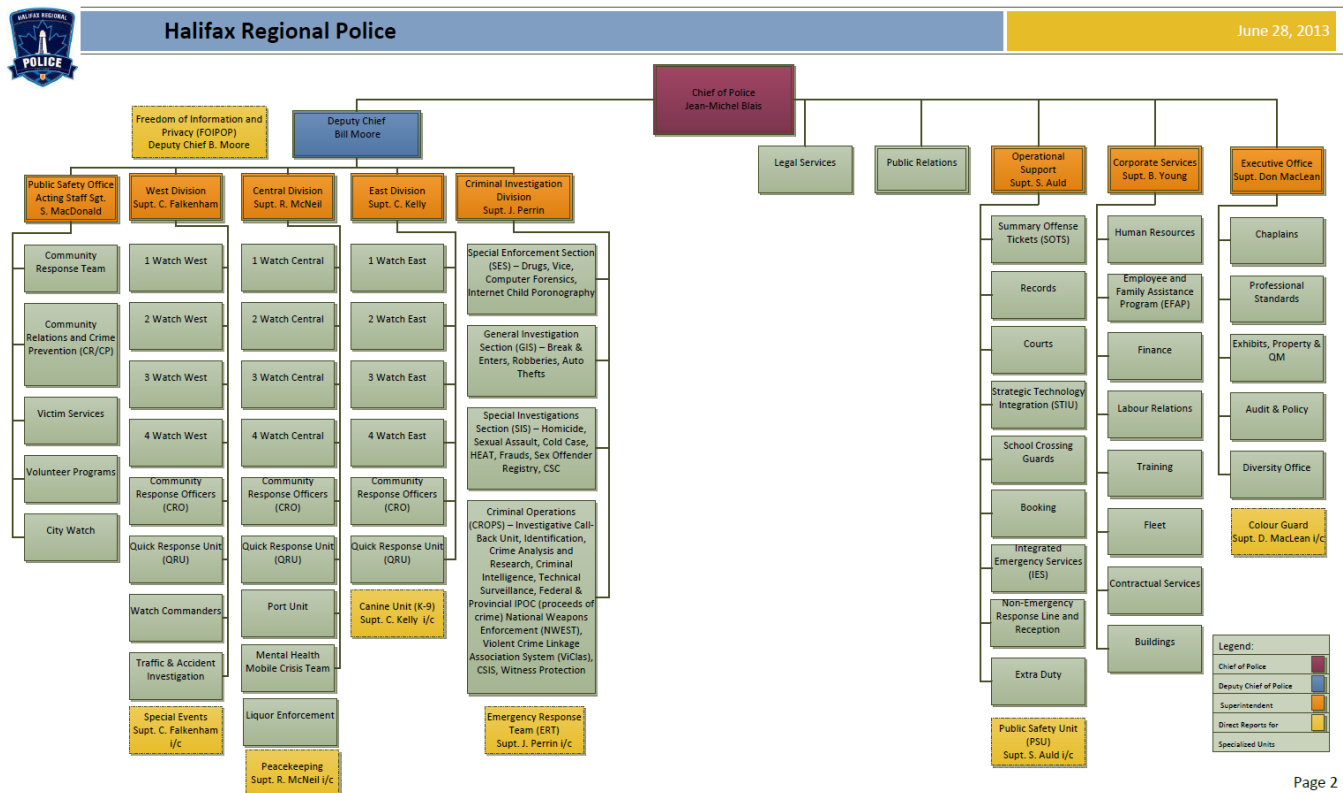 HALIFAX REGIONAL
POLICE
Halifax Regional Police
June 28, 2013
Chief of Police
Jean-Michel Blais
Freedom of Information and
Privacy (FOIPOP)
Deputy Chief B. Moore
Deputy Chief
Bill Moore
Legal Services
Public Relations
Operational
Support
Supt. S. Auld
Corporate Services
Supt. B. Young
Executive Office
Supt. Don MacLean
Public Safety Office
Acting Staff Sgt.
S. MacDonald
West Division
Supt. C. Falkenham
Central Division
Supt. R. McNeil
East Division
Supt. C. Kelly
Criminal Investigation
Division
Supt. J. Perrin
Community
Response Team
Community
Relations and Crime
Prevention (CR/CP)
Victim Services
Volunteer Programs
City Watch
1 Watch West
2 Watch West
3 Watch West
4 Watch West
Community
Response Officers
(CRO)
Quick Response Unit
(QRU)
Watch Commanders
Traffic & Accident
Investigation
Special Events
Supt. C. Falkenham
i/c
1 Watch Central
2 Watch Central
3 Watch Central
4 Watch Central
Community
Response Officers
(CRO)
Quick Response Unit
(QRU)
Port Unit
Mental Health
Mobile Crisis Team
Liquor Enforcement
Peacekeeping
Supt. R. McNeil i/c
1 Watch East
2 Watch East
3 Watch East
4 Watch East
Community
Response Officers
(CRO)
Quick Response Unit
(QRU)
Canine Unit (K-9)
Supt. C. Kelly i/c
Special Enforcement Section
(SES) – Drugs, Vice,
Computer Forensics,
Internet Child Poronography
General Investigation
Section (GIS) – Break &
Enters, Robberies, Auto
Thefts
Special Investigations
Section (SIS) – Homicide,
Sexual Assault, Cold Case,
HEAT, Frauds, Sex Offender
Registry, CSC
Criminal Operations
(CROPS) – Investigative Call-
Back Unit, Identification,
Crime Analysis and
Research, Criminal
Intelligence, Technical
Surveillance, Federal &
Provincial IPOC (proceeds of
crime) National Weapons
Enforcement (NWEST),
Violent Crime Linkage
Association System (ViClas),
CSIS, Witness Protection
Emergency Response
Team (ERT)
Supt. J. Perrin i/c
Summary Offense
Tickets (SOTS)
Records
Courts
Strategic Technology
Integration (STIU)
School Crossing
Guards
Booking
Integrated
Emergency Services
(IES)
Non-Emergency
Response Line and
Reception
Extra Duty
Public Safety Unit
(PSU)
Supt. S. Auld i/c
Human Resources
Employee and
Family Assistance
Program (EFAP)
Finance
Labour Relations
Training
Fleet
Contractual Services
Buildings
Chaplains
Professional
Standards
Exhibits, Property &
QM
Audit & Policy
Diversity Office
Colour Guard
Supt. D. MacLean i/c
Legend:
Chief of Police
Deputy Chief of Police
Superintendent
Direct Reports for
Specialized Units
Page 2